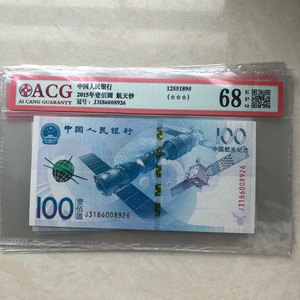 ACG
AI CANG GUARANTY
中国人民银行
2015年壹佰圆 航天钞
冠号：J3186008926
12551895
(☆☆☆)
68
EPQ
中国人民银行
100
中国航天纪念
100
壹佰圆
J3186008926